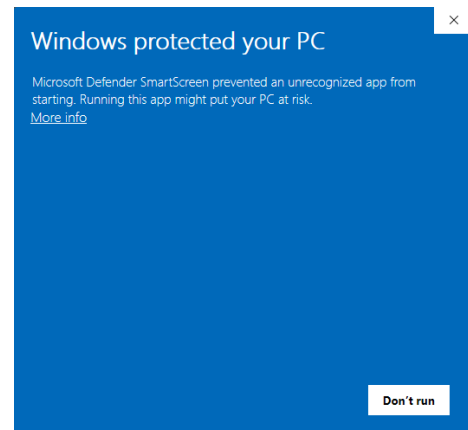 Windows protected your PC
Microsoft Defender SmartScreen prevented an unrecognized app from
starting. Running this app might put your PC at risk.
More info
Don't run